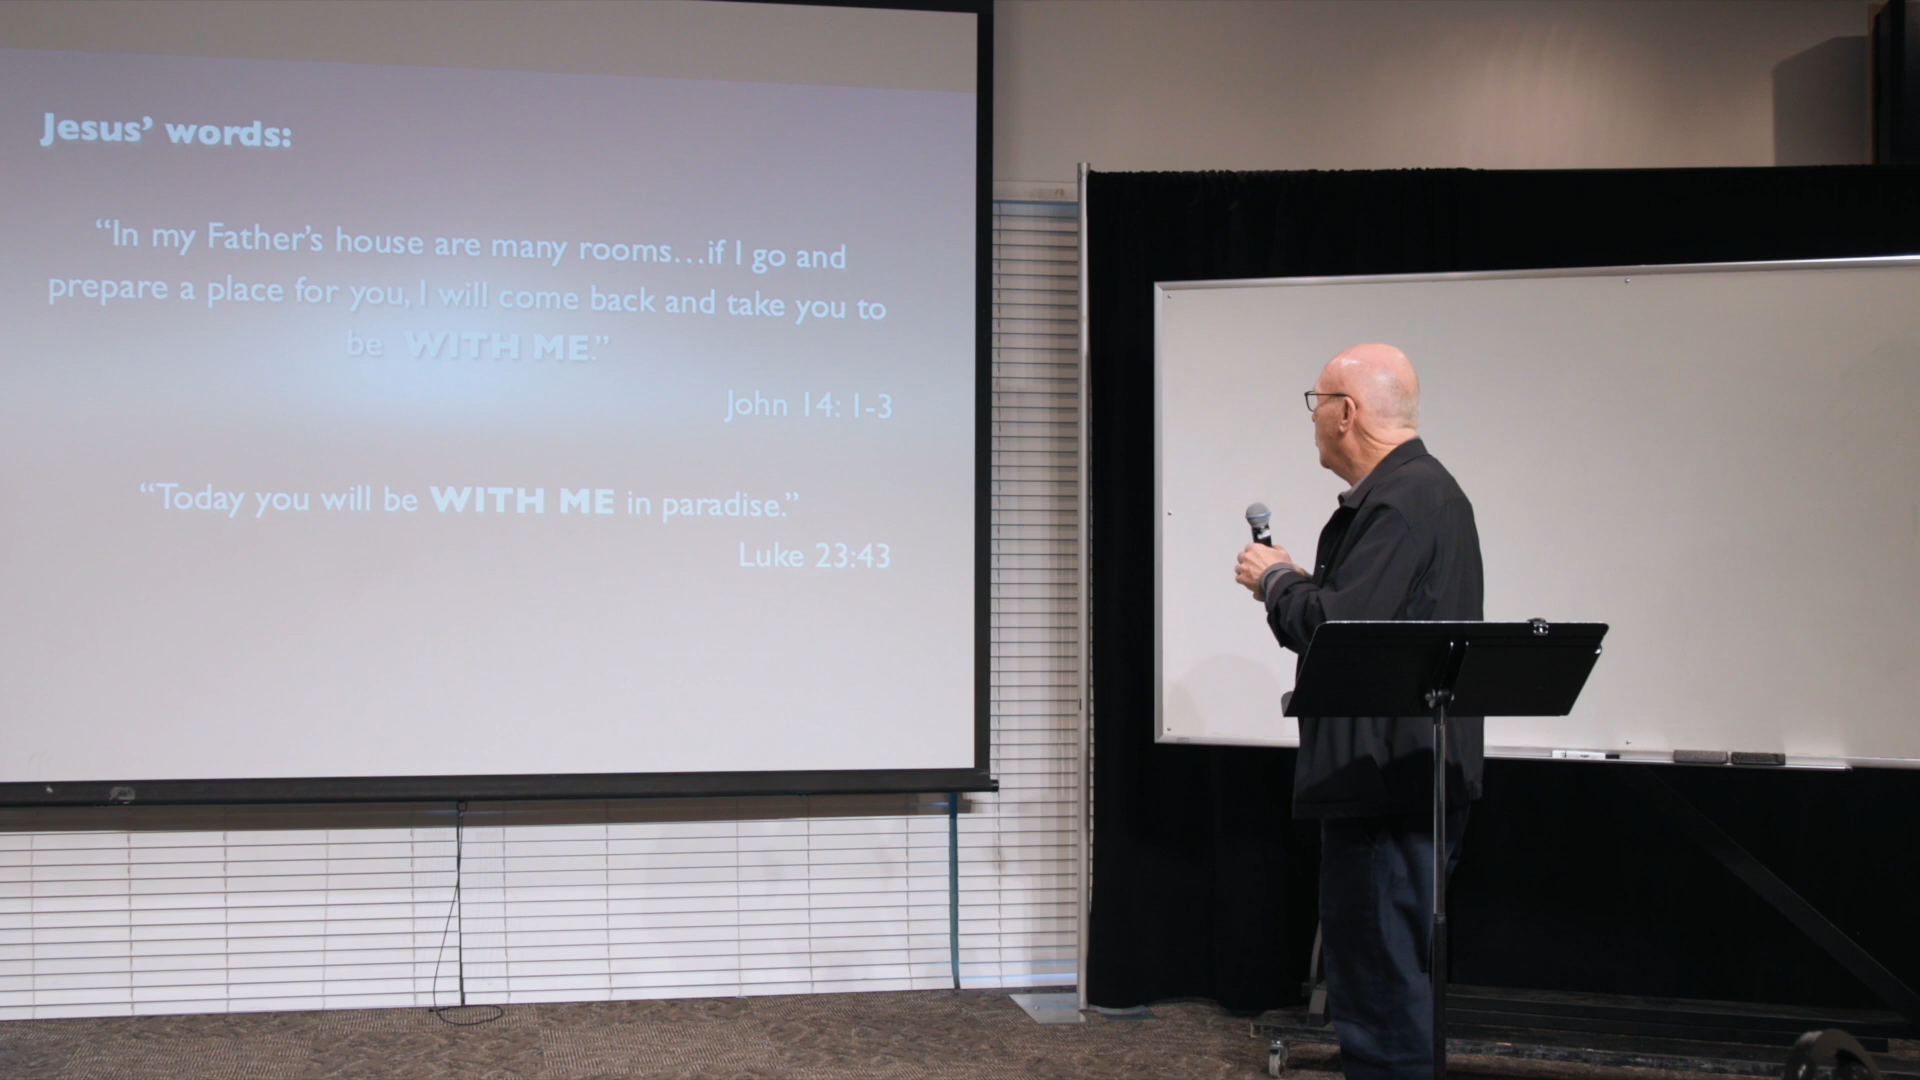 Jesus’ words:
“In my Father’s house are many rooms…if I go and
prepare a place for you, I will come back and take you to
be WITH ME.”
John 14: 1-3
“Today you will be WITH ME in paradise.”
Luke 23:43